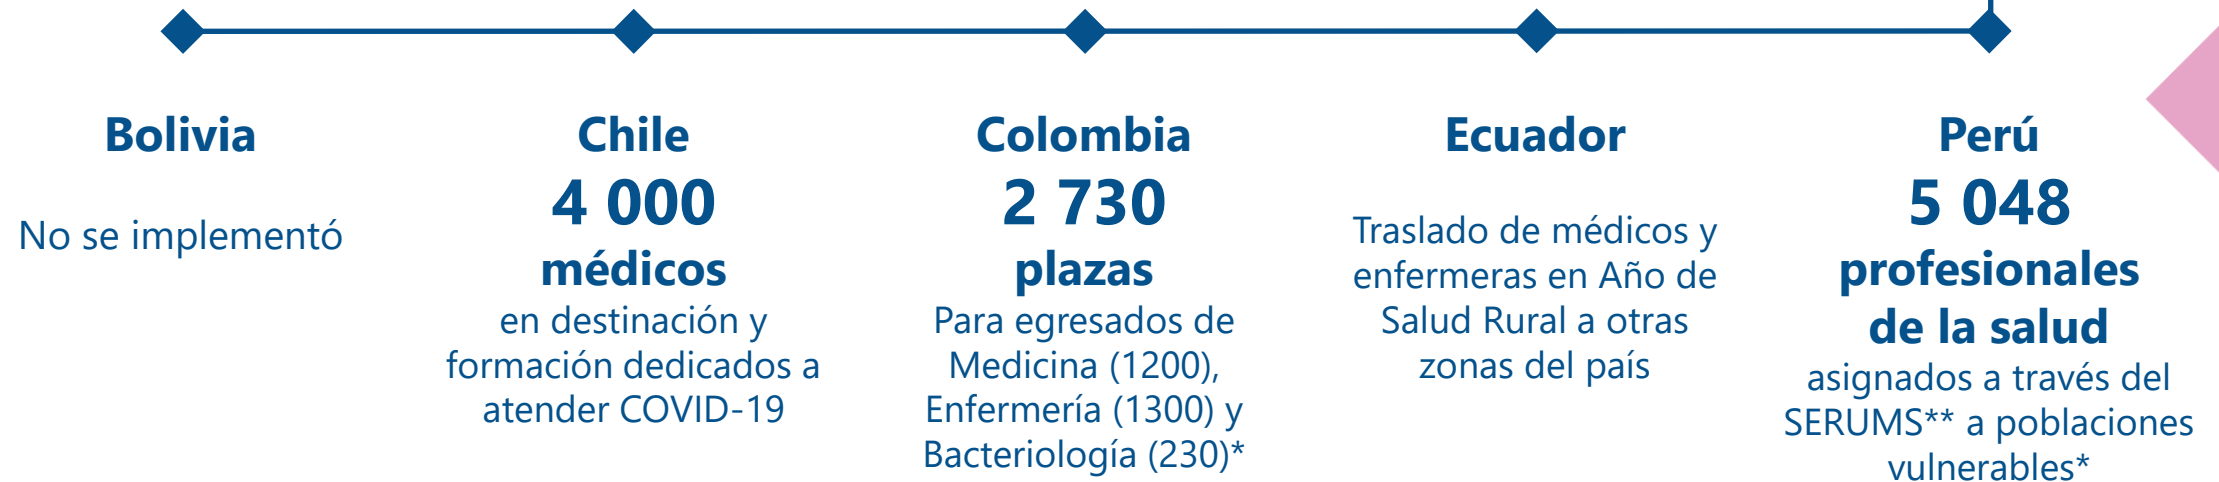 Bolivia
No se implementó
Chile
4 000
médicos
en destinación y
formación dedicados a
atender COVID-19
Colombia
2 730
plazas
Para egresados de
Medicina (1200),
Enfermería (1300) y
Bacteriología (230)*
Ecuador
Traslado de médicos y
enfermeras en Año de
Salud Rural a otras
zonas del país
Perú
5 048
profesionales
de la salud
asignados a través del
SERUMS** a poblaciones
vulnerables*